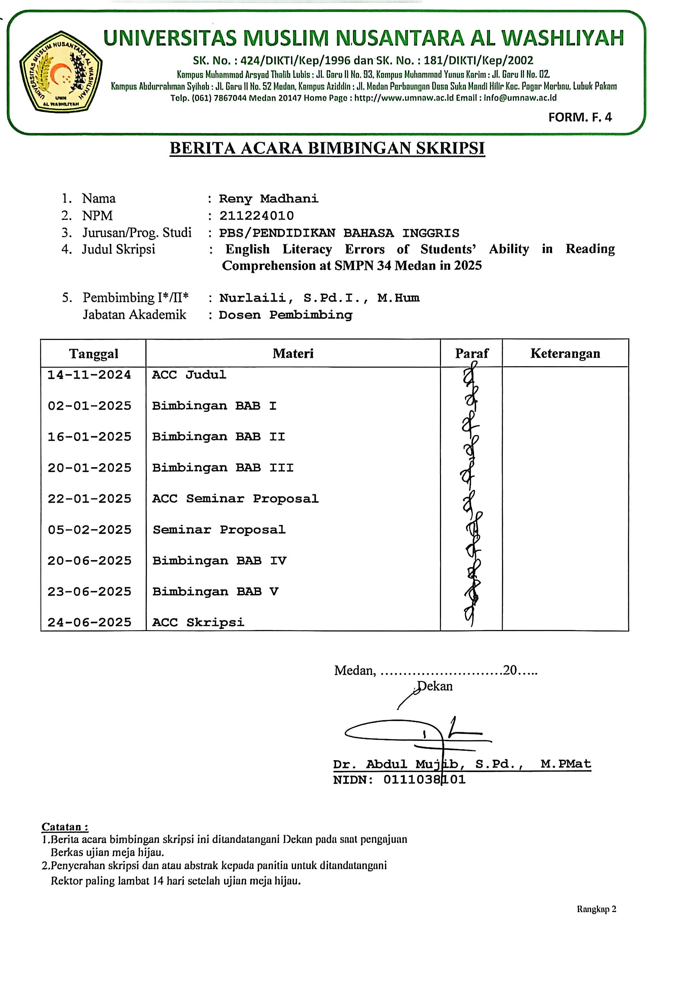 UNIVERSITAS MUSLIM NUSANTARA AL WASHLIYAH
UNIVERSITAS MUSLIM NUSANTARA AL WASHLIYAH
UMN
AL WASHLIYAH
SK. No. : 424/DIKTI/Kep/1996 dan SK. No. : 181/DIKTI/Kep/2002
Kampus Muhammad Arsyad Thalib Lubis : Jl. Garu II No. 93, Kampus Muhammad Yunus Karim : Jl. Garu II No. 02,
Kampus Abdurrahman Syihab : Jl. Garu II No. 52 Medan, Kampus Aziddin : Jl. Medan Perbaungan Desa Suka Mandi Hilir Kec. Pagar Merbau, Lubuk Pakam
Telp. (061) 7867044 Medan 20147 Home Page : http://www.umnaw.ac.id Email : info@umnaw.ac.id
FORM. F. 4
BERITA ACARA BIMBINGAN SKRIPSI
1. Nama : Reny Madhani
2. NPM : 211224010
3. Jurusan/Prog. Studi : PBS/PENDIDIKAN BAHASA INGGRIS
4. Judul Skripsi : English Literacy Errors of Students’ Ability in Reading
Comprehension at SMPN 34 Medan in 2025
5. Pembimbing I*/II* : Nurlaili, S.Pd.I., M.Hum
Jabatan Akademik : Dosen Pembimbing
Tanggal Materi Paraf Keterangan
14-11-2024 ACC Judul
02-01-2025 Bimbingan BAB I
16-01-2025 Bimbingan BAB II
20-01-2025 Bimbingan BAB III
22-01-2025 ACC Seminar Proposal
05-02-2025 Seminar Proposal
20-06-2025 Bimbingan BAB IV
23-06-2025 Bimbingan BAB V
24-06-2025 ACC Skripsi
Medan, ...........................20.....
Dekan
Dr. Abdul Mujib, S.Pd., M.PMat
NIDN: 0111038101
Catatan :
1.Berita acara bimbingan skripsi ini ditandatangani Dekan pada saat pengajuan
Berkas ujian meja hijau.
2.Penyerahan skripsi dan atau abstrak kepada panitia untuk ditandatangani
Rektor paling lambat 14 hari setelah ujian meja hijau.
Rangkap 2